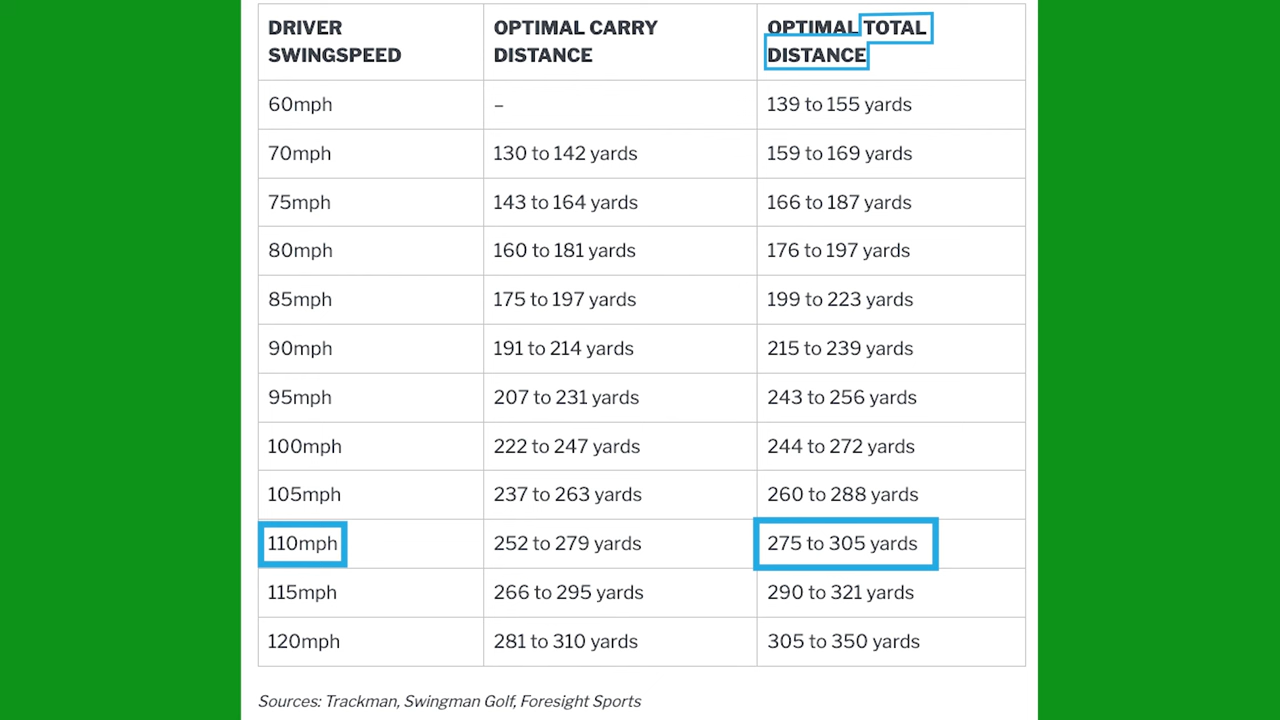 DRIVER SWINGSPEED OPTIMAL CARRY DISTANCE OPTIMAL TOTAL DISTANCE
60mph – 139 to 155 yards
70mph 130 to 142 yards 159 to 169 yards
75mph 143 to 164 yards 166 to 187 yards
80mph 160 to 181 yards 176 to 197 yards
85mph 175 to 197 yards 199 to 223 yards
90mph 191 to 214 yards 215 to 239 yards
95mph 207 to 231 yards 243 to 256 yards
100mph 222 to 247 yards 244 to 272 yards
105mph 237 to 263 yards 260 to 288 yards
110mph 252 to 279 yards 275 to 305 yards
115mph 266 to 295 yards 290 to 321 yards
120mph 281 to 310 yards 305 to 350 yards
Sources: Trackman, Swingman Golf, Foresight Sports